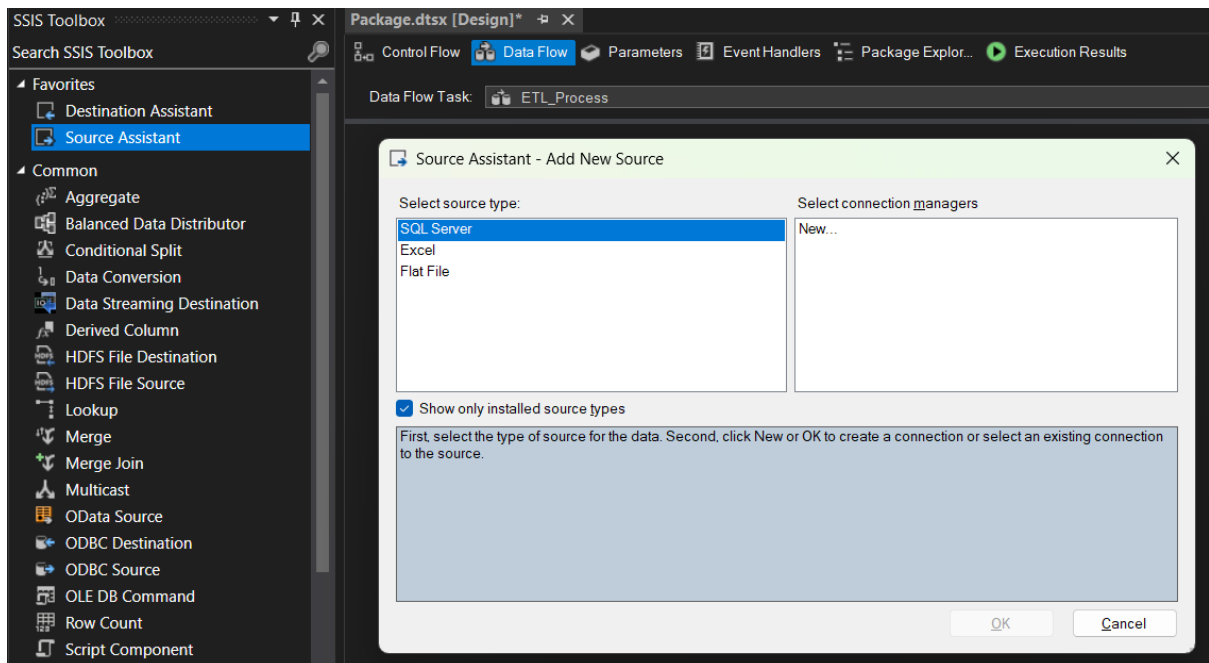 SSIS Toolbox
Search SSIS Toolbox
Favorites
Destination Assistant
Source Assistant
Common
Aggregate
Balanced Data Distributor
Conditional Split
Data Conversion
Data Streaming Destination
Derived Column
HDFS File Destination
HDFS File Source
Lookup
Merge
Merge Join
Multicast
OData Source
ODBC Destination
ODBC Source
OLE DB Command
Row Count
Script Component
Package.dtsx [Design]*
Control Flow Data Flow Parameters Event Handlers Package Explor... Execution Results
Data Flow Task: ETL_Process
Source Assistant - Add New Source
Select source type:
SQL Server
Excel
Flat File
Select connection managers
New...
Show only installed source types
First, select the type of source for the data. Second, click New or OK to create a connection or select an existing connection
to the source.
OK Cancel